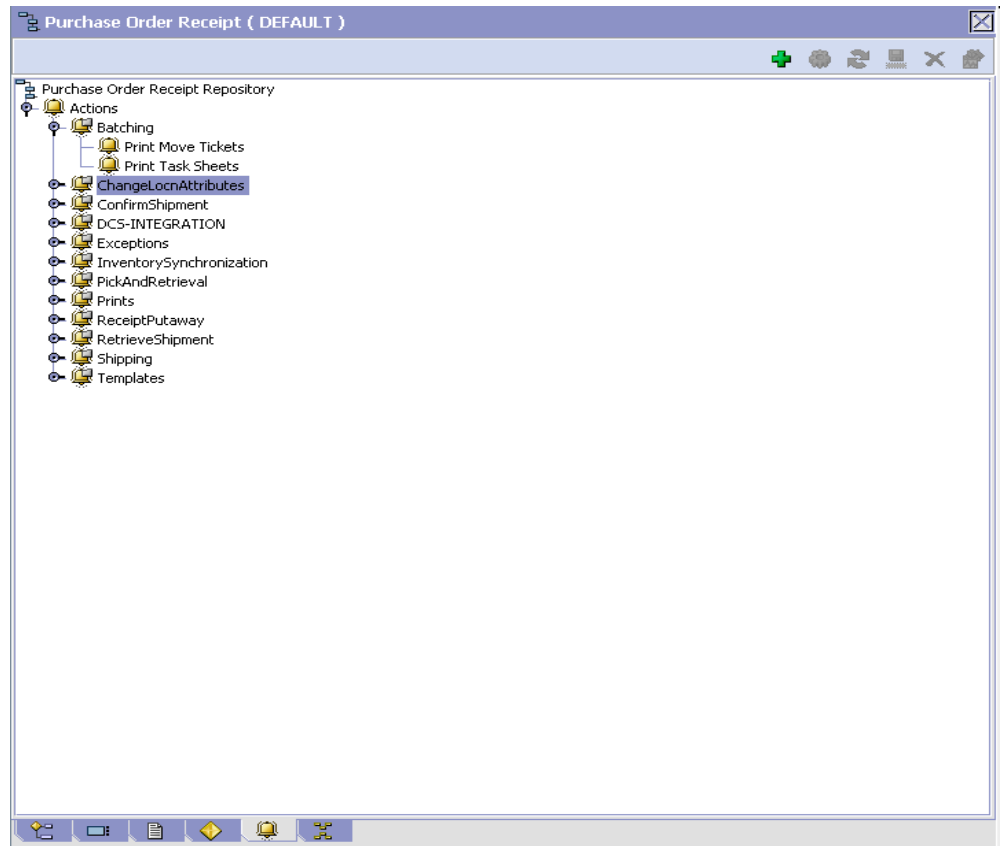 Purchase Order Receipt ( DEFAULT )
Purchase Order Receipt Repository
Actions
Batching
Print Move Tickets
Print Task Sheets
ChangeLocnAttributes
ConfirmShipment
DCS-INTEGRATION
Exceptions
InventorySynchronization
PickAndRetrieval
Prints
ReceiptPutaway
RetrieveShipment
Shipping
Templates